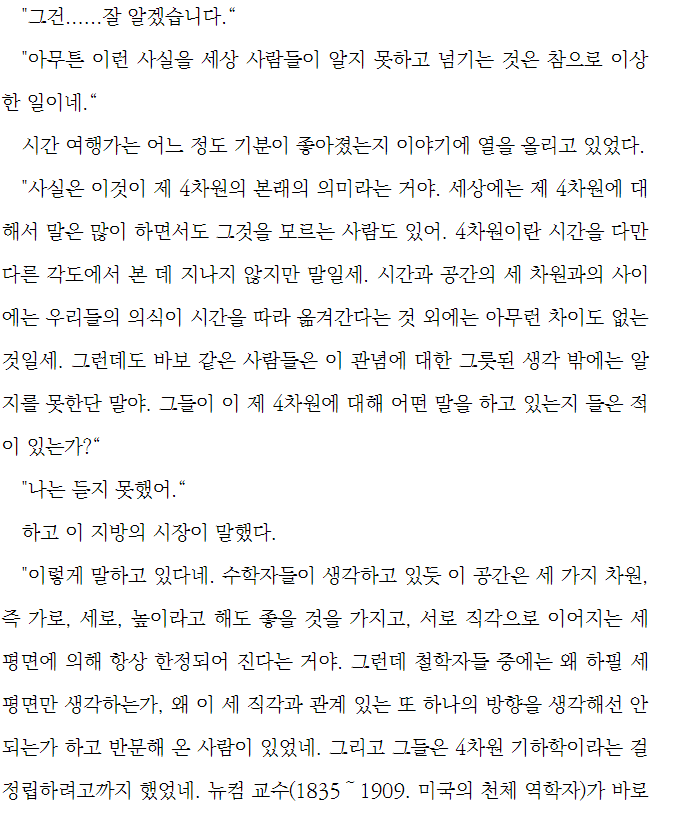 "그건......잘 알겠습니다.“
"아무튼 이런 사실을 세상 사람들이 알지 못하고 넘기는 것은 참으로 이상
한 일이네.“
시간 여행가는 어느 정도 기분이 좋아졌는지 이야기에 열을 올리고 있었다.
"사실은 이것이 제 4차원의 본래의 의미라는 거야. 세상에는 제 4차원에 대
해서 말은 많이 하면서도 그것을 모르는 사람도 있어. 4차원이란 시간을 다만
다른 각도에서 본 데 지나지 않지만 말일세. 시간과 공간의 세 차원과의 사이
에는 우리들의 의식이 시간을 따라 옮겨간다는 것 외에는 아무런 차이도 없는
것일세. 그런데도 바보 같은 사람들은 이 관념에 대한 그릇된 생각 밖에는 알
지를 못한단 말야. 그들이 이 제 4차원에 대해 어떤 말을 하고 있는지 들은 적
이 있는가?“
"나는 듣지 못했어.“
하고 이 지방의 시장이 말했다.
"이렇게 말하고 있다네. 수학자들이 생각하고 있듯 이 공간은 세 가지 차원,
즉 가로, 세로, 높이라고 해도 좋을 것을 가지고, 서로 직각으로 이어지는 세
평면에 의해 항상 한정되어 진다는 거야. 그런데 철학자들 중에는 왜 하필 세
평면만 생각하는가, 왜 이 세 직각과 관계 있는 또 하나의 방향을 생각해선 안
되는가 하고 반문해 온 사람이 있었네. 그리고 그들은 4차원 기하학이라는 걸
정립하려고까지 했었네. 뉴컴 교수(1835 ~ 1909. 미국의 천체 역학자)가 바로